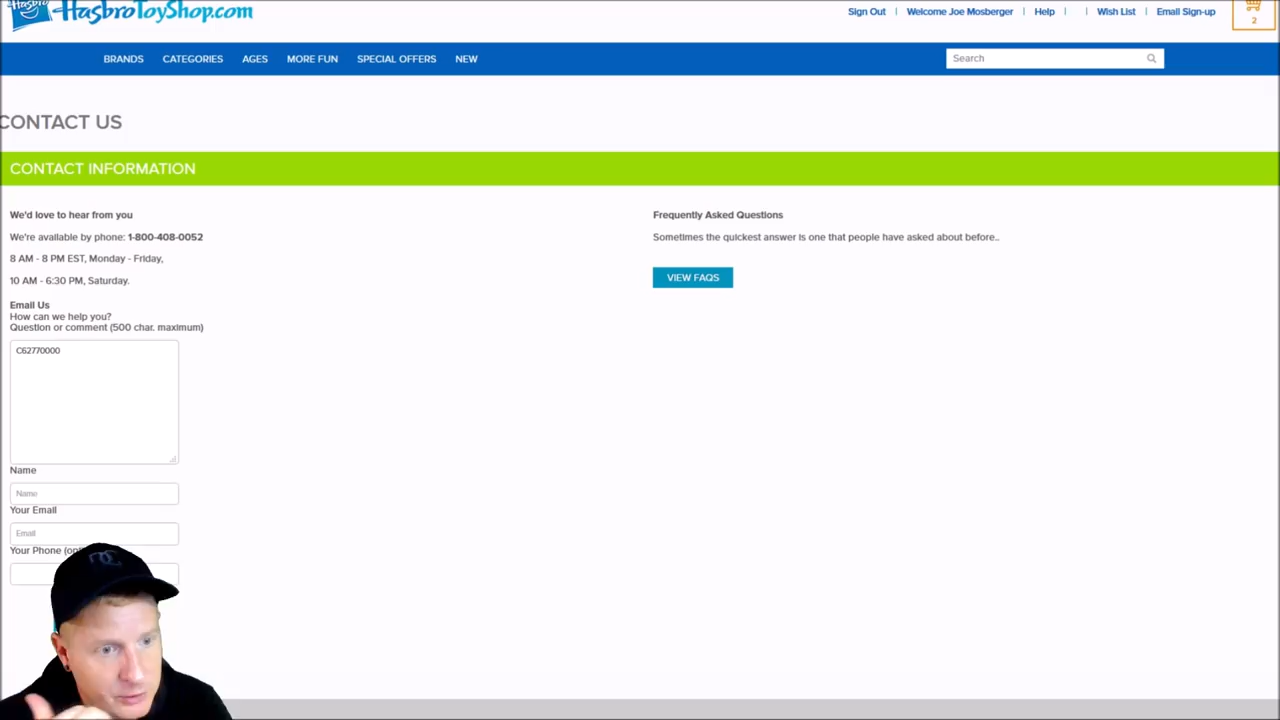 HasbroToyShop.com
Sign Out | Welcome Joe Mosberger | Help | | Wish List | Email Sign-up
2
BRANDS CATEGORIES AGES MORE FUN SPECIAL OFFERS NEW
Search
CONTACT US
CONTACT INFORMATION
We'd love to hear from you
We're available by phone: 1-800-408-0052
8 AM - 8 PM EST, Monday - Friday,
10 AM - 6:30 PM, Saturday.
Email Us
How can we help you?
Question or comment (500 char. maximum)
C62770000
Name
Name
Your Email
Email
Your Phone
Frequently Asked Questions
Sometimes the quickest answer is one that people have asked about before..
VIEW FAQS